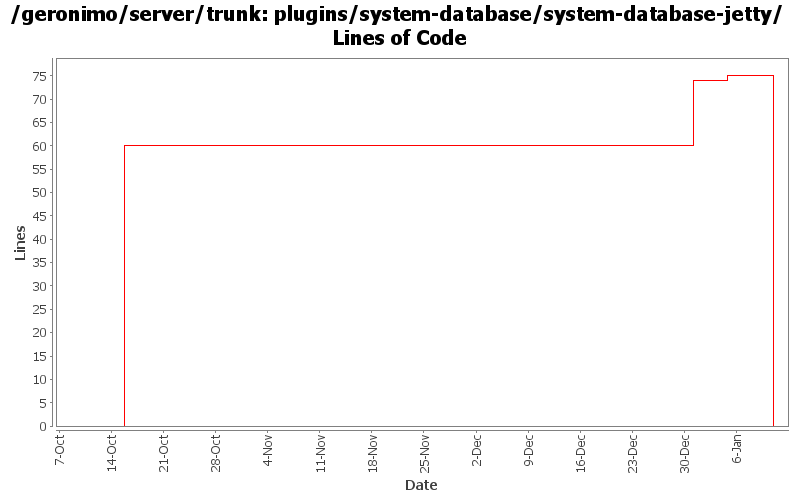 /geronimo/server/trunk: plugins/system-database/system-database-jetty/
Lines of Code
75
70
65
60
55
50
45
40
35
30
25
20
15
10
5
0
Lines
7-Oct
14-Oct
21-Oct
28-Oct
4-Nov
11-Nov
18-Nov
25-Nov
2-Dec
9-Dec
16-Dec
23-Dec
30-Dec
6-Jan
Date